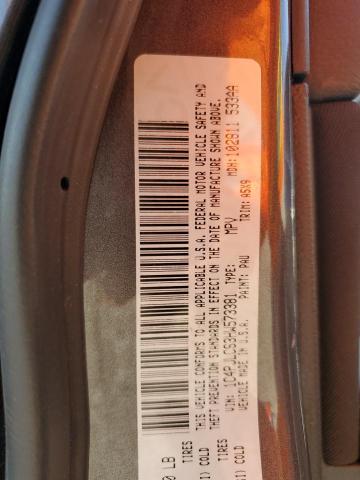 THIS VEHICLE CONFORMS TO ALL APPLICABLE U.S.A. FEDERAL MOTOR VEHICLE SAFETY AND
THEFT PREVENTION STANDARDS IN EFFECT ON THE DATE OF MANUFACTURE SHOWN ABOVE.
VIN: 1C4PJLCS3HW573381 TYPE: MPV MDH:102811 533AA
VEHICLE MADE IN U.S.A. PAINT: PAU TRIM: A5X9
LB
TIRES
COLD
TIRES
COLD